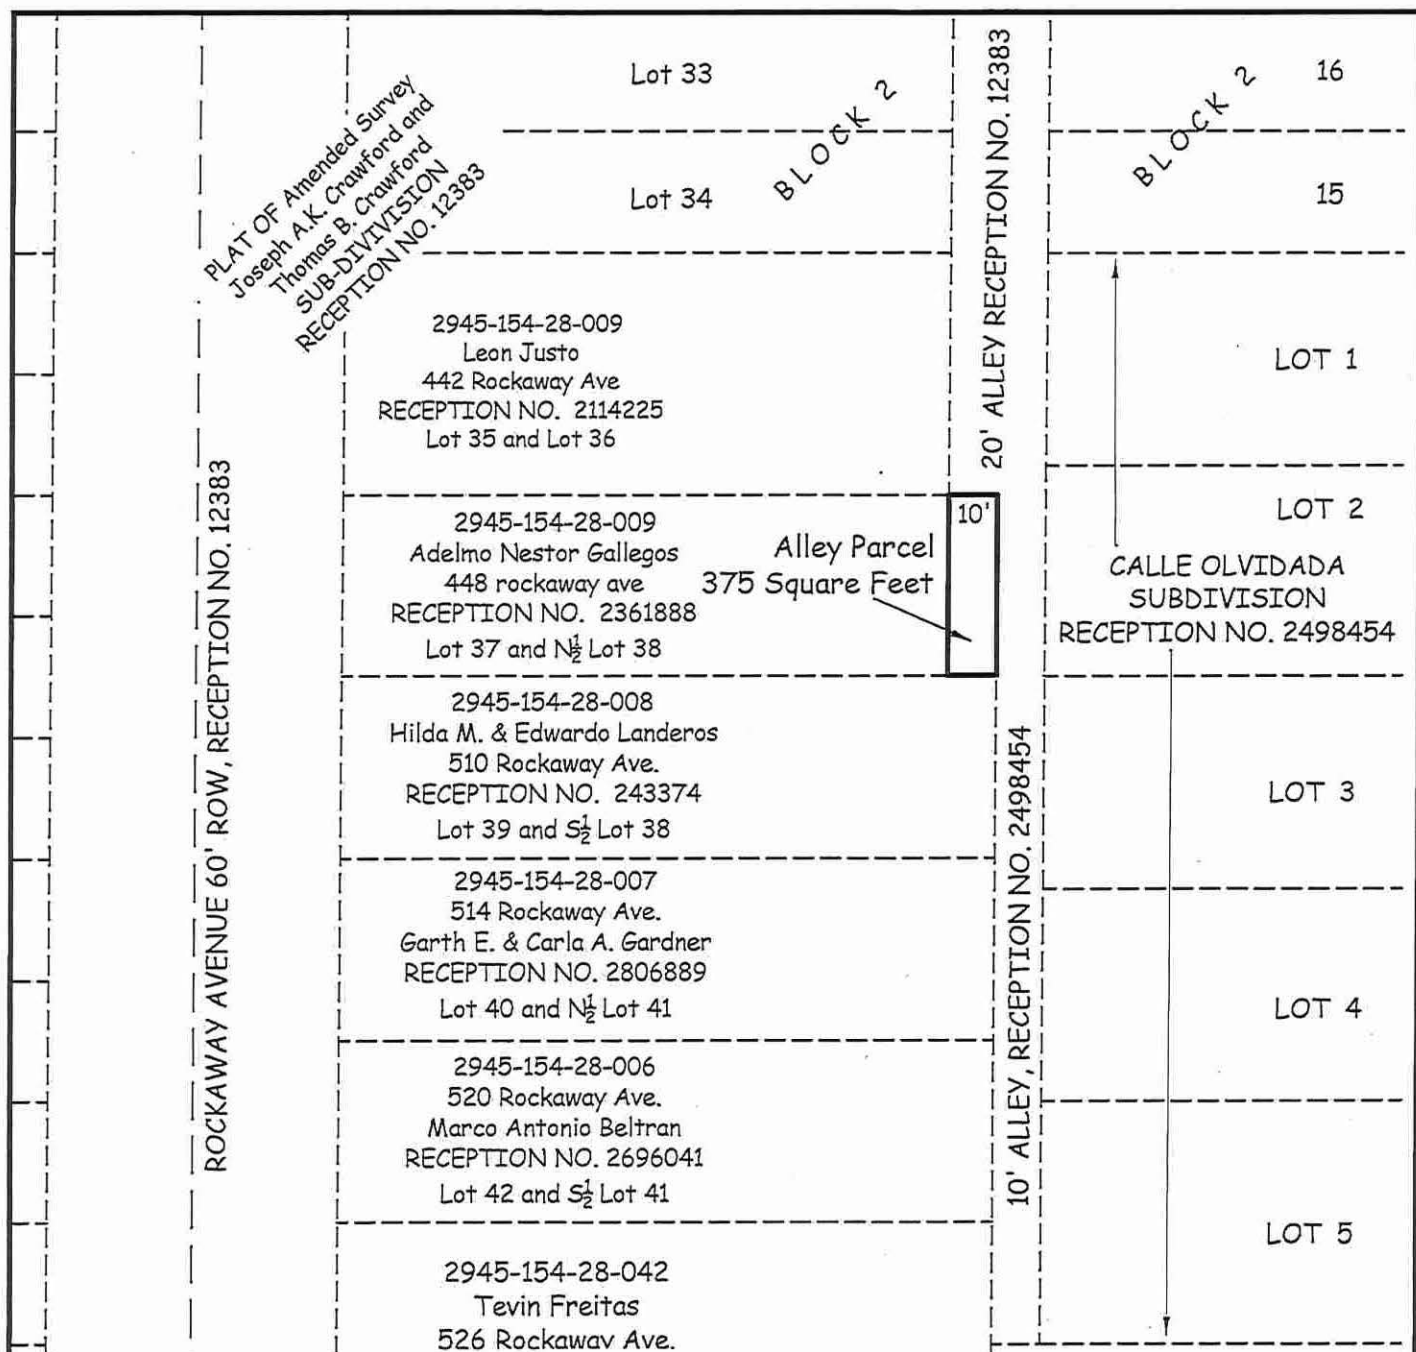 Lot 33
BLOCK 2
16
BLOCK 2
PLAT OF Amended Survey
Joseph A.K. Crawford and
Thomas B. Crawford
SUB-DIVIVISION
RECEPTION NO. 12383
Lot 34
15
20' ALLEY RECEPTION NO. 12383
2945-154-28-009
Leon Justo
442 Rockaway Ave
RECEPTION NO. 2114225
Lot 35 and Lot 36
LOT 1
ROCKAWAY AVENUE 60' ROW, RECEPTION NO. 12383
2945-154-28-009
Adelmo Nestor Gallegos
448 rockaway ave
RECEPTION NO. 2361888
Lot 37 and N½ Lot 38
Alley Parcel
375 Square Feet
10'
LOT 2
CALLE OLVIDADA
SUBDIVISION
RECEPTION NO. 2498454
2945-154-28-008
Hilda M. & Edwardo Landeros
510 Rockaway Ave.
RECEPTION NO. 243374
Lot 39 and S½ Lot 38
10' ALLEY, RECEPTION NO. 2498454
LOT 3
2945-154-28-007
514 Rockaway Ave.
Garth E. & Carla A. Gardner
RECEPTION NO. 2806889
Lot 40 and N½ Lot 41
LOT 4
2945-154-28-006
520 Rockaway Ave.
Marco Antonio Beltran
RECEPTION NO. 2696041
Lot 42 and S½ Lot 41
LOT 5
2945-154-28-042
Tevin Freitas
526 Rockaway Ave.